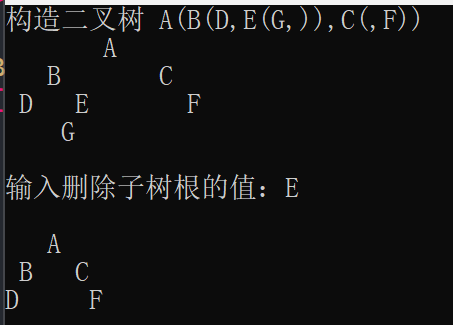 构造二叉树 A(B(D,E(G,)),C(,F))
A
B C
D E F
G
输入删除子树根的值：E
A
B C
D F